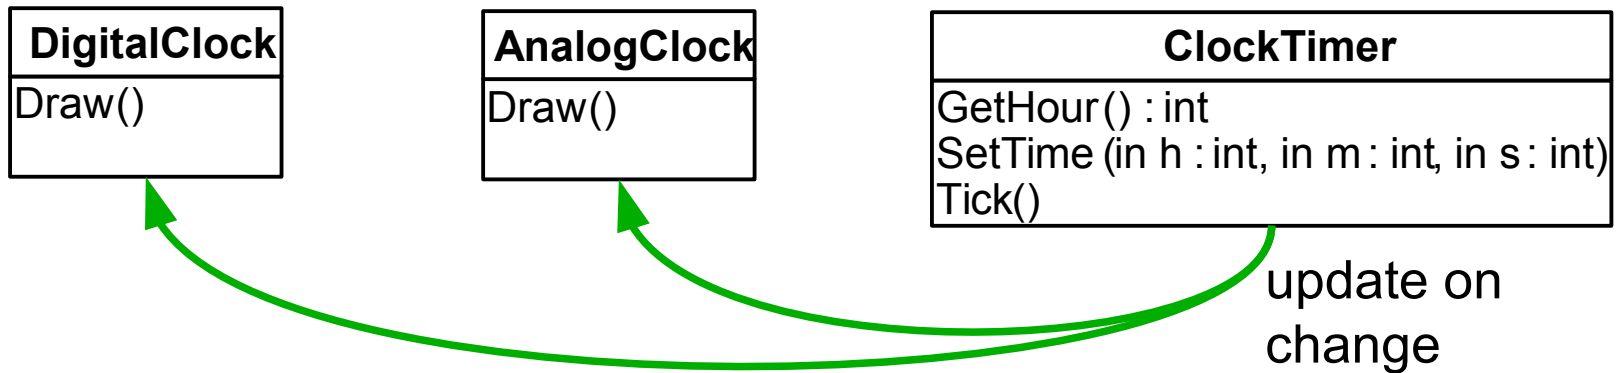 DigitalClock
Draw()
AnalogClock
Draw()
ClockTimer
GetHour() : int
SetTime (in h : int, in m : int, in s : int)
Tick()
update on
change